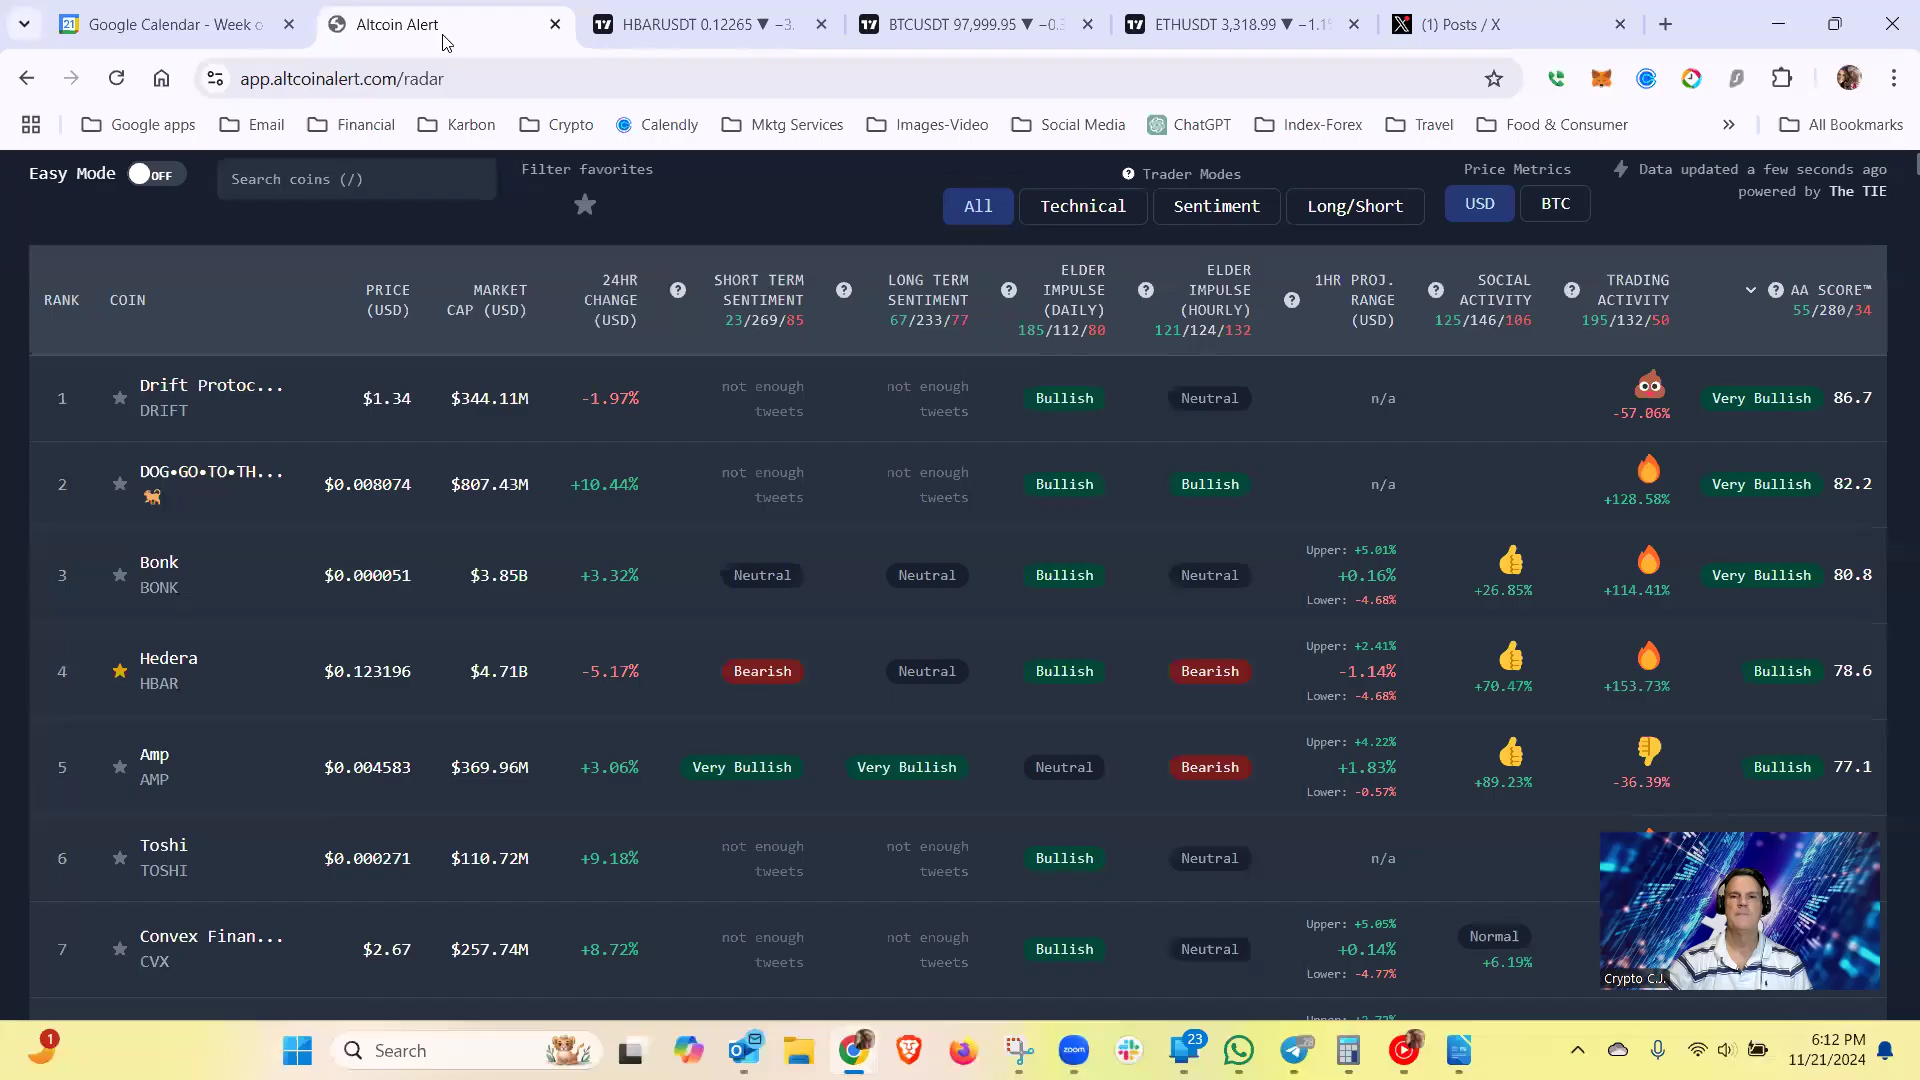 Google Calendar - Week o
Altcoin Alert
HBARUSDT 0.12265 ▼ −3.
BTCUSDT 97,999.95 ▼ −0.
ETHUSDT 3,318.99 ▼ −1.1
(1) Posts / X
app.altcoinalert.com/radar
Google apps
Email
Financial
Karbon
Crypto
Calendly
Mktg Services
Images-Video
Social Media
ChatGPT
Index-Forex
Travel
Food & Consumer
All Bookmarks
Easy Mode OFF
Search coins (/)
Filter favorites
Trader Modes
All Technical Sentiment Long/Short
Price Metrics
USD BTC
Data updated a few seconds ago
powered by The TIE
RANK
COIN
PRICE
(USD)
MARKET
CAP (USD)
24HR
CHANGE
(USD)
SHORT TERM
SENTIMENT
23/269/85
LONG TERM
SENTIMENT
67/233/77
ELDER
IMPULSE
(DAILY)
185/112/80
ELDER
IMPULSE
(HOURLY)
121/124/132
1HR PROJ.
RANGE
(USD)
SOCIAL
ACTIVITY
125/146/106
TRADING
ACTIVITY
195/132/50
AA SCORE™
55/280/34
1
Drift Protoc...
DRIFT
$1.34
$344.11M
-1.97%
not enough
tweets
not enough
tweets
Bullish
Neutral
n/a
-57.06%
Very Bullish 86.7
2
DOG•GO•TO•TH...
$0.008074
$807.43M
+10.44%
not enough
tweets
not enough
tweets
Bullish
Bullish
n/a
+128.58%
Very Bullish 82.2
3
Bonk
BONK
$0.000051
$3.85B
+3.32%
Neutral
Neutral
Bullish
Neutral
Upper: +5.01%
+0.16%
Lower: -4.68%
+26.85%
+114.41%
Very Bullish 80.8
4
Hedera
HBAR
$0.123196
$4.71B
-5.17%
Bearish
Neutral
Bullish
Bearish
Upper: +2.41%
-1.14%
Lower: -4.68%
+70.47%
+153.73%
Bullish 78.6
5
Amp
AMP
$0.004583
$369.96M
+3.06%
Very Bullish
Very Bullish
Neutral
Bearish
Upper: +4.22%
+1.83%
Lower: -0.57%
+89.23%
-36.39%
Bullish 77.1
6
Toshi
TOSHI
$0.000271
$110.72M
+9.18%
not enough
tweets
not enough
tweets
Bullish
Neutral
n/a
7
Convex Finan...
CVX
$2.67
$257.74M
+8.72%
not enough
tweets
not enough
tweets
Bullish
Neutral
Upper: +5.05%
+0.14%
Lower: -4.77%
Normal
+6.19%
Crypto C.J.
1
Search
zoom
23
28
6:12 PM
11/21/2024